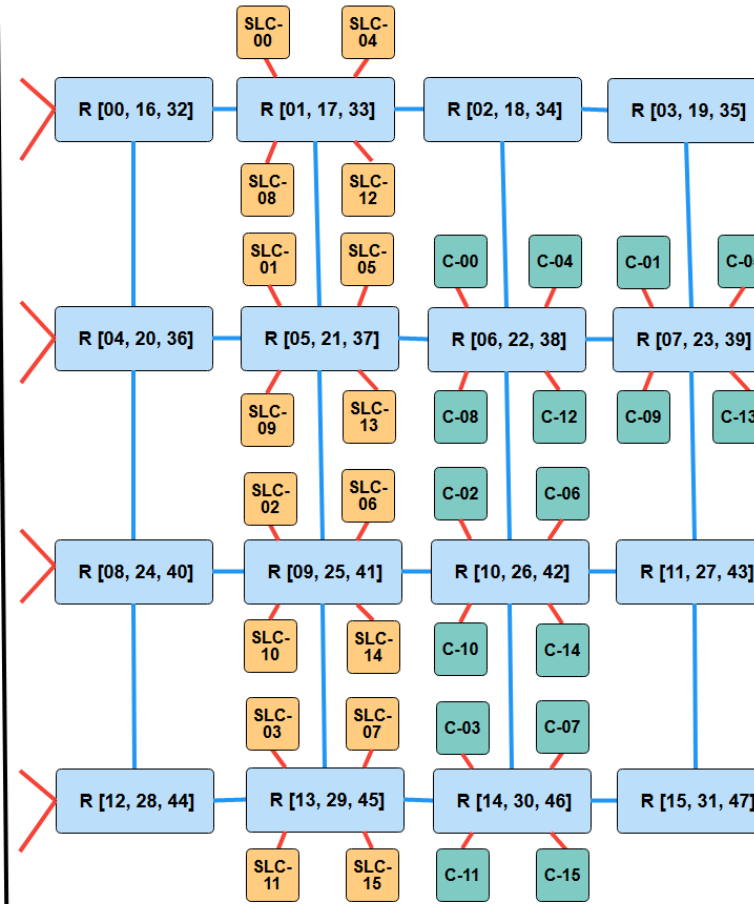 SLC-
00
SLC-
04
R [00, 16, 32]
R [01, 17, 33]
R [02, 18, 34]
R [03, 19, 35]
SLC-
08
SLC-
12
SLC-
01
SLC-
05
C-00
C-04
C-01
R [04, 20, 36]
R [05, 21, 37]
R [06, 22, 38]
R [07, 23, 39]
SLC-
09
SLC-
13
C-08
C-12
C-09
C-13
SLC-
02
SLC-
06
C-02
C-06
R [08, 24, 40]
R [09, 25, 41]
R [10, 26, 42]
R [11, 27, 43]
SLC-
10
SLC-
14
C-10
C-14
SLC-
03
SLC-
07
C-03
C-07
R [12, 28, 44]
R [13, 29, 45]
R [14, 30, 46]
R [15, 31, 47]
SLC-
11
SLC-
15
C-11
C-15